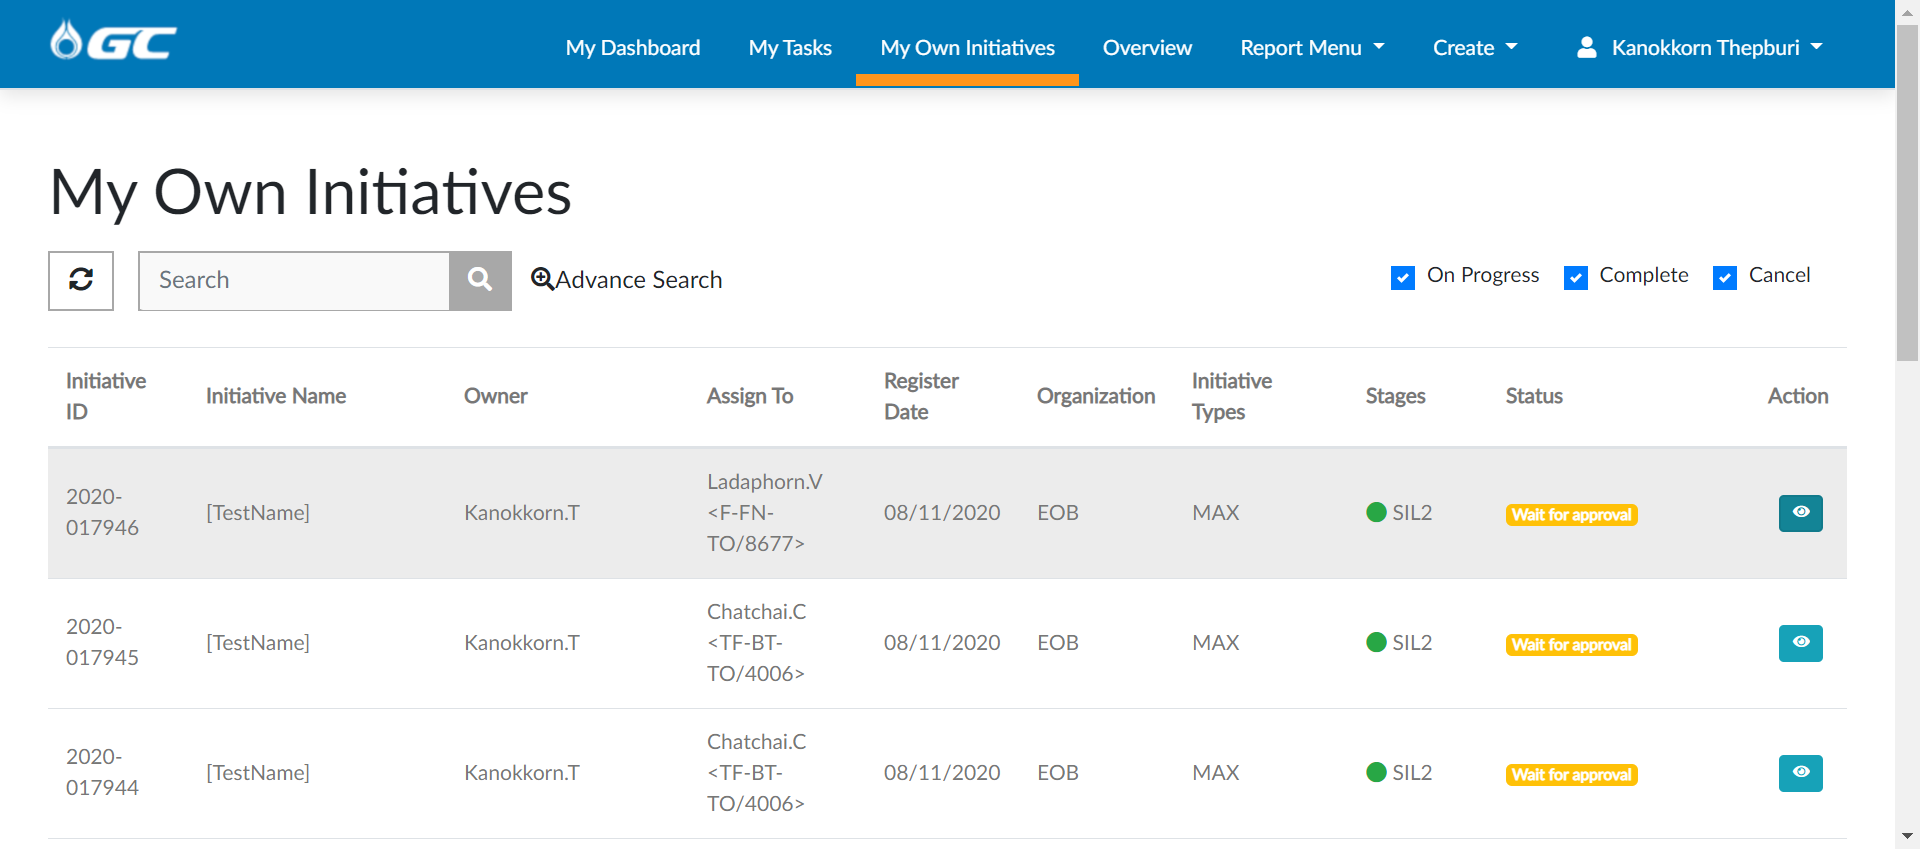 GC
My Dashboard
My Tasks
My Own Initiatives
Overview
Report Menu
Create
Kanokkorn Thepburi
My Own Initiatives
Search
Advance Search
On Progress
Complete
Cancel
Initiative
ID
Initiative Name
Owner
Assign To
Register
Date
Organization
Initiative
Types
Stages
Status
Action
2020-
017946
[TestName]
Kanokkorn.T
Ladaphorn.V
<F-FN-
TO/8677>
08/11/2020
EOB
MAX
SIL2
Wait for approval
2020-
017945
[TestName]
Kanokkorn.T
Chatchai.C
<TF-BT-
TO/4006>
08/11/2020
EOB
MAX
SIL2
Wait for approval
2020-
017944
[TestName]
Kanokkorn.T
Chatchai.C
<TF-BT-
TO/4006>
08/11/2020
EOB
MAX
SIL2
Wait for approval